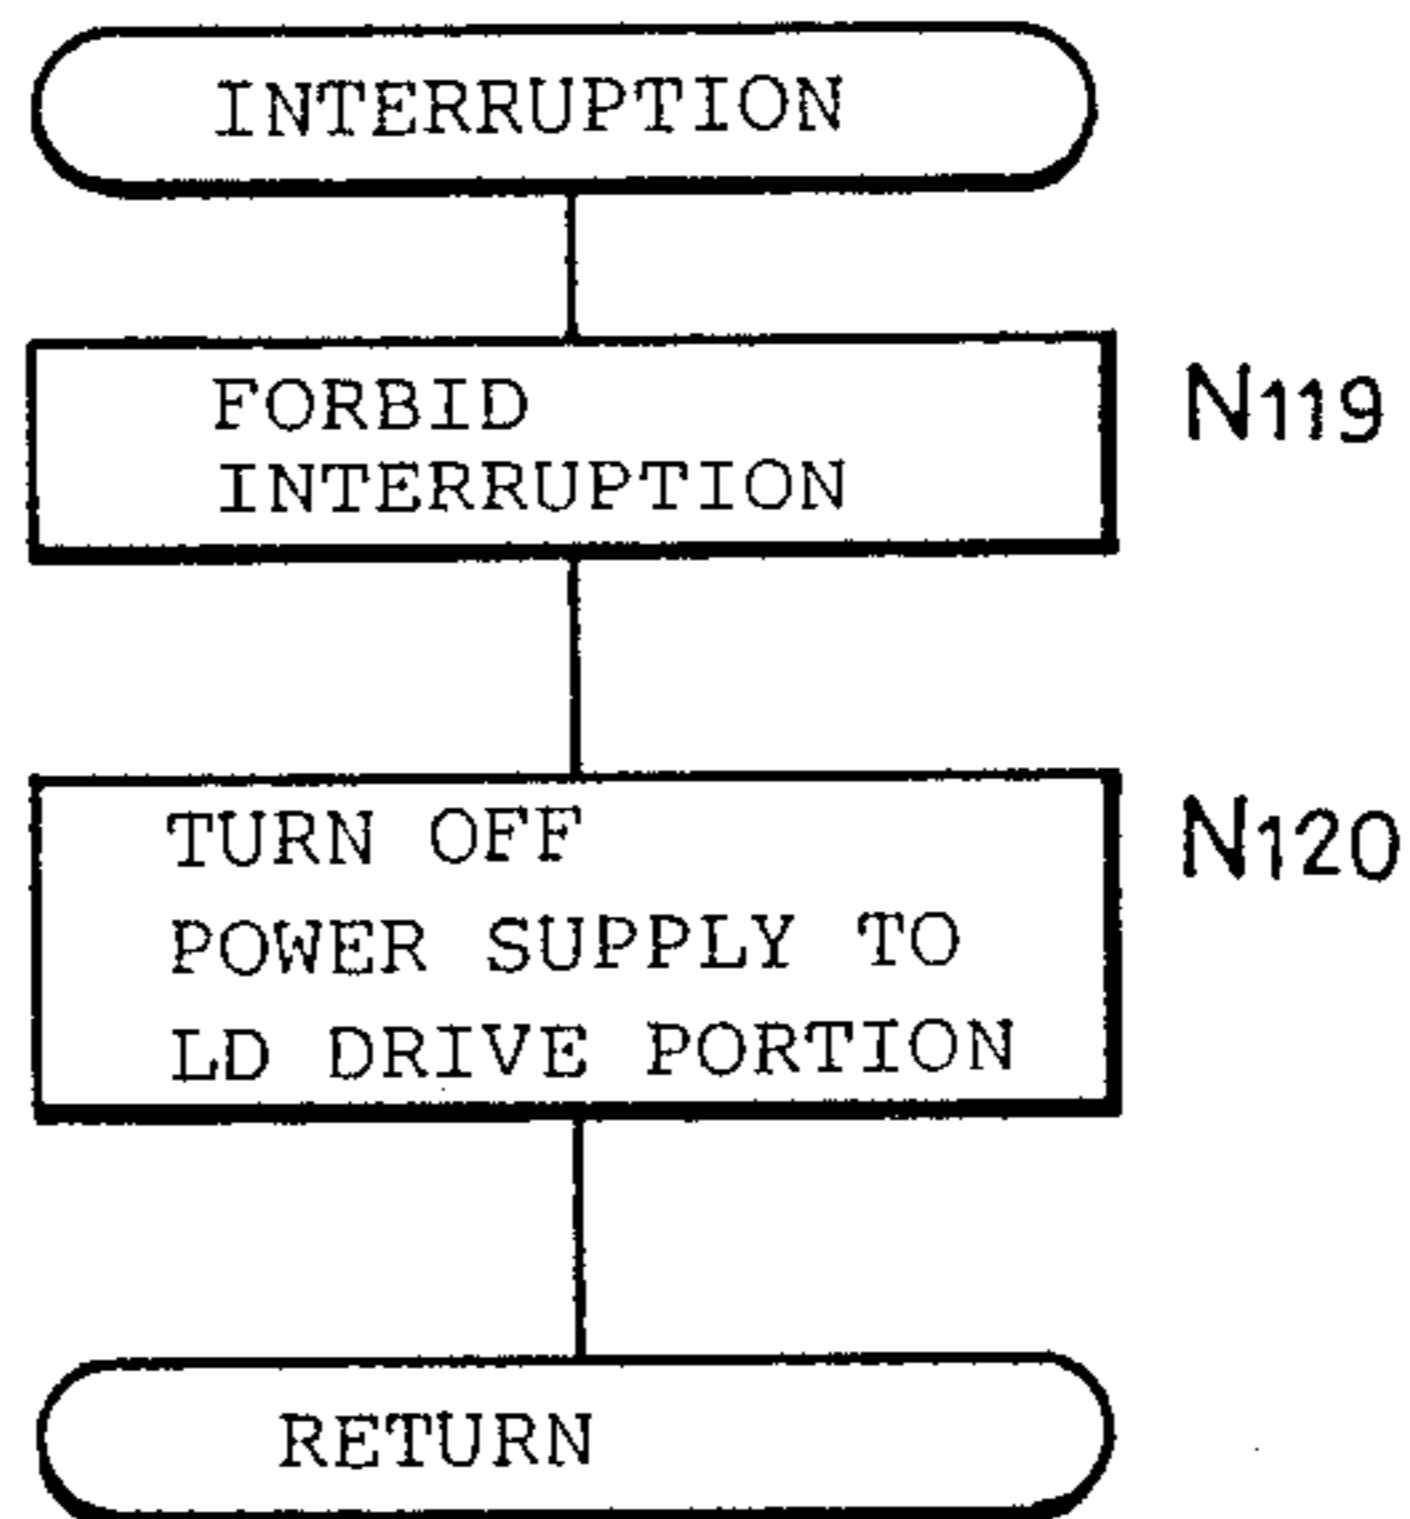 INTERRUPTION
FORBID
INTERRUPTION
N119
TURN OFF
POWER SUPPLY TO
LD DRIVE PORTION
N120
RETURN